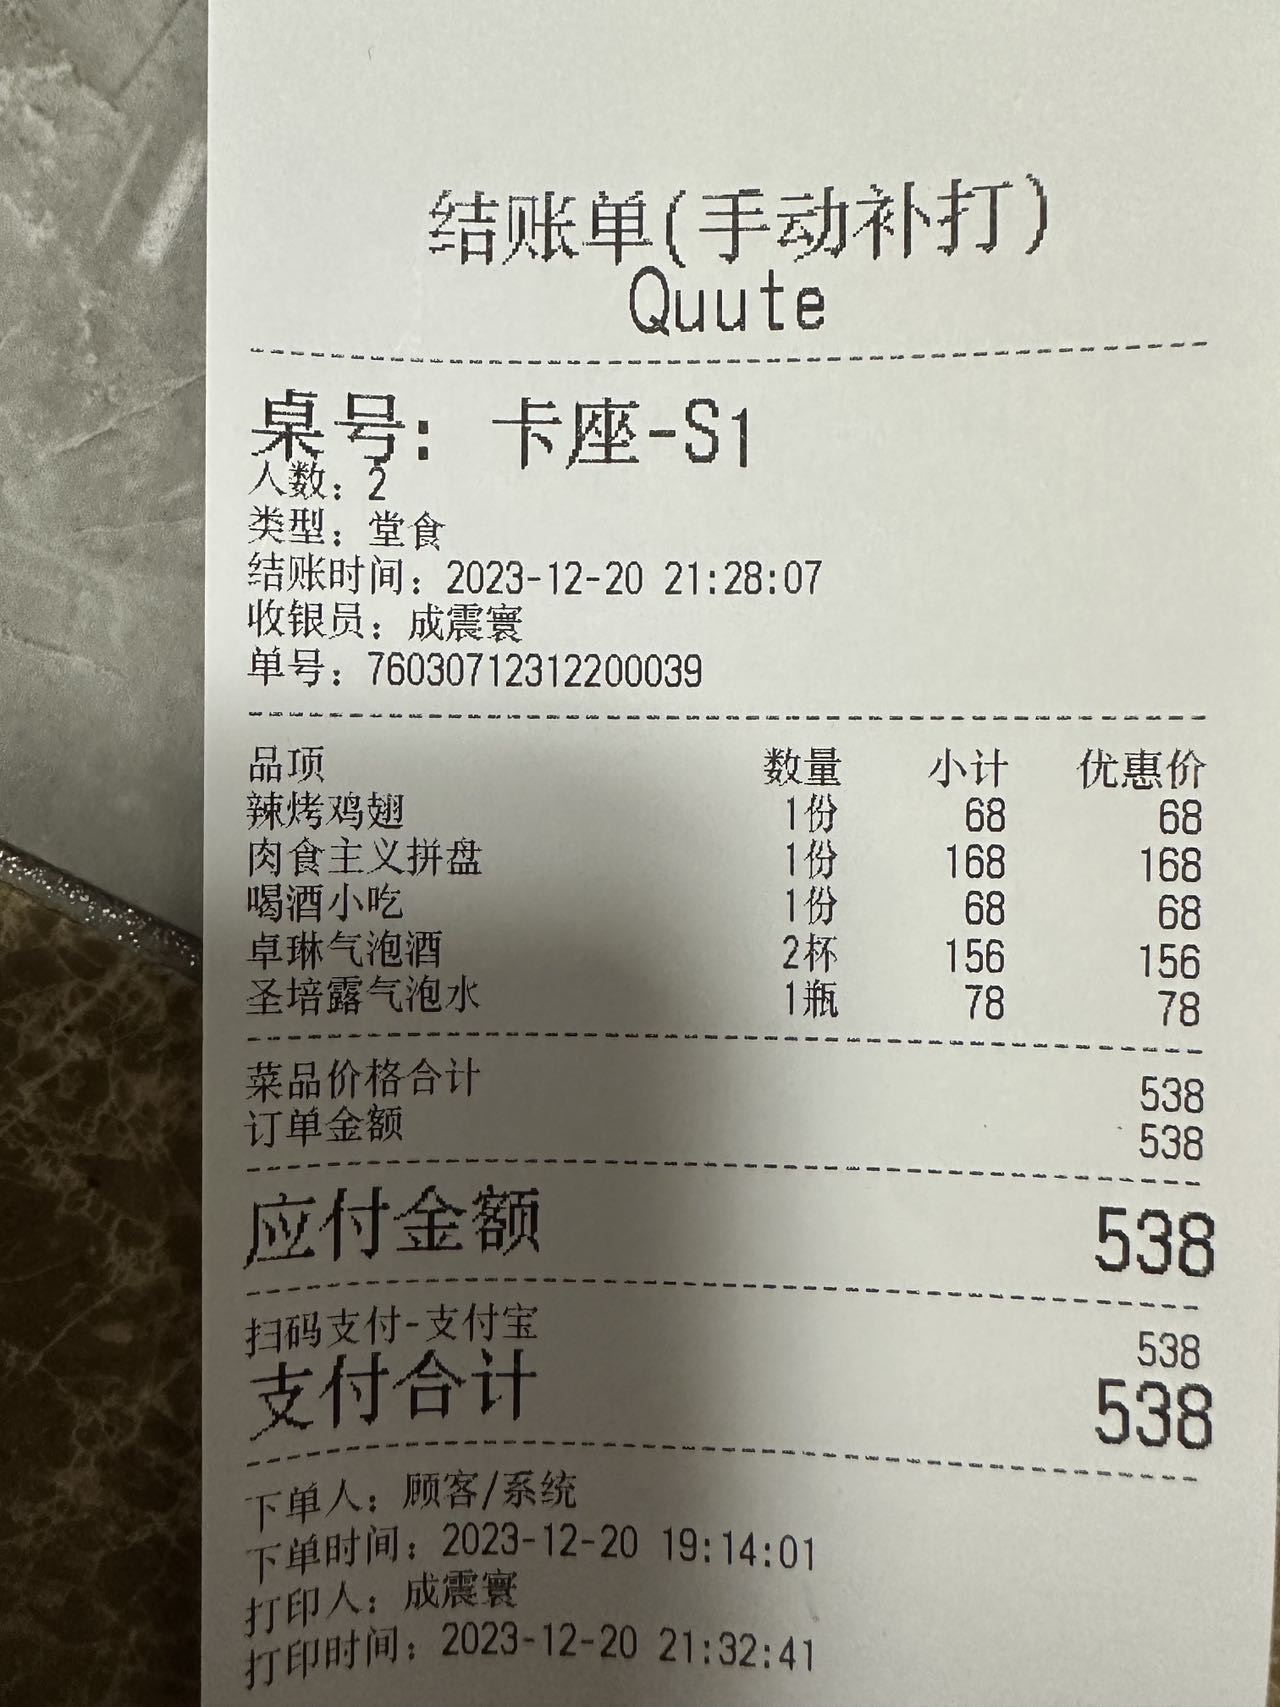 结账单(手动补打)
Quute
桌号: 卡座-S1
人数: 2
类型: 堂食
结账时间: 2023-12-20 21:28:07
收银员: 成震寰
单号: 76030712312200039
品项 数量 小计 优惠价
辣烤鸡翅 1份 68 68
肉食主义拼盘 1份 168 168
喝酒小吃 1份 68 68
卓琳气泡酒 2杯 156 156
圣培露气泡水 1瓶 78 78
菜品价格合计 538
订单金额 538
应付金额 538
扫码支付-支付宝 538
支付合计 538
下单人: 顾客/系统
下单时间: 2023-12-20 19:14:01
打印人: 成震寰
打印时间: 2023-12-20 21:32:41